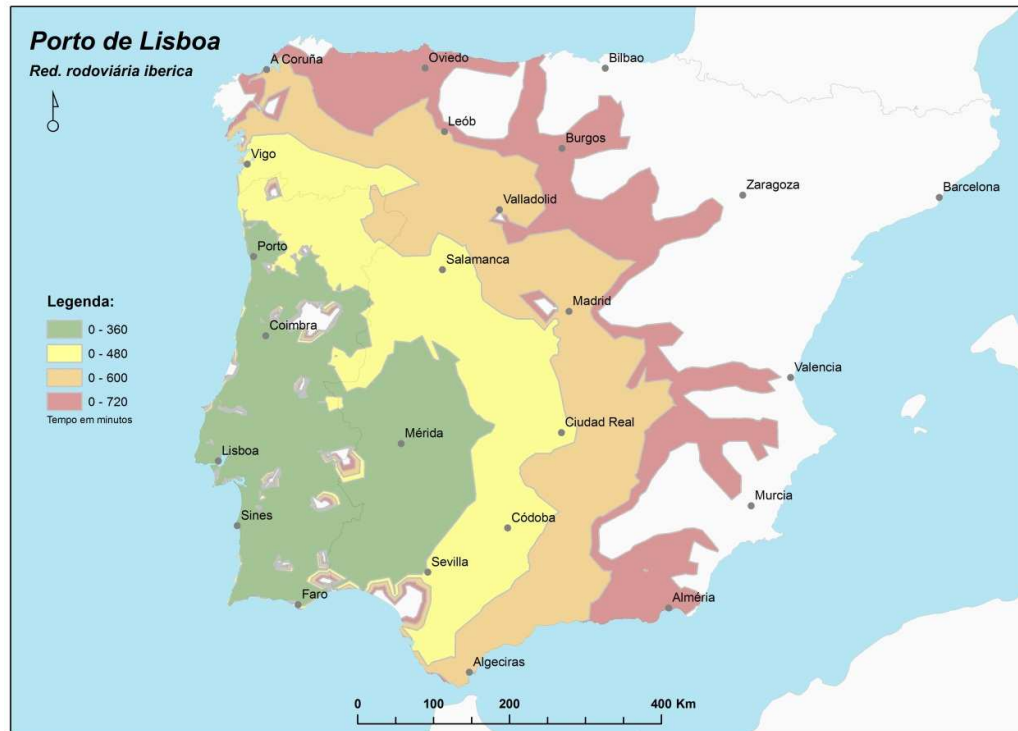 Porto de Lisboa
Red. rodoviária iberica
A Coruña
Oviedo
Bilbao
Leób
Burgos
Vigo
Zaragoza
Barcelona
Valladolid
Porto
Salamanca
Legenda:
0 - 360
0 - 480
0 - 600
0 - 720
Tempo em minutos
Madrid
Coimbra
Valencia
Ciudad Real
Mérida
Lisboa
Murcia
Sines
Córdoba
Sevilla
Faro
Alméria
Algeciras
0 100 200 400 Km